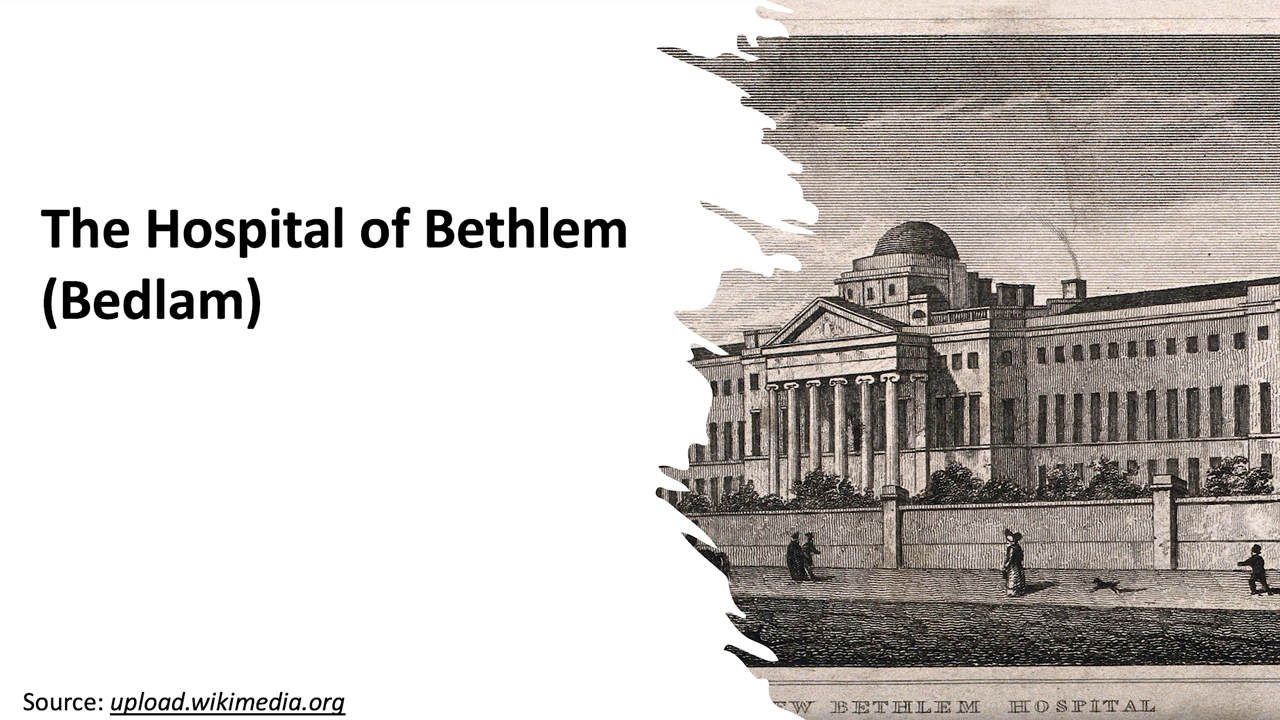 The Hospital of Bethlem
(Bedlam)
Source: upload.wikimedia.org
BETHLEM HOSPITAL